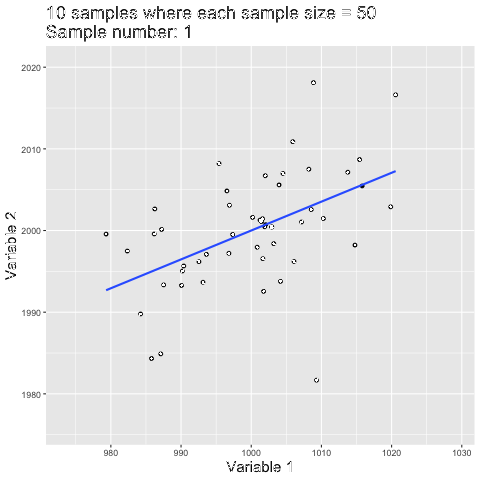 10 samples where each sample size = 50
Sample number: 1
2020
2010
2000
1990
1980
Variable 2
980 990 1000 1010 1020 1030
Variable 1